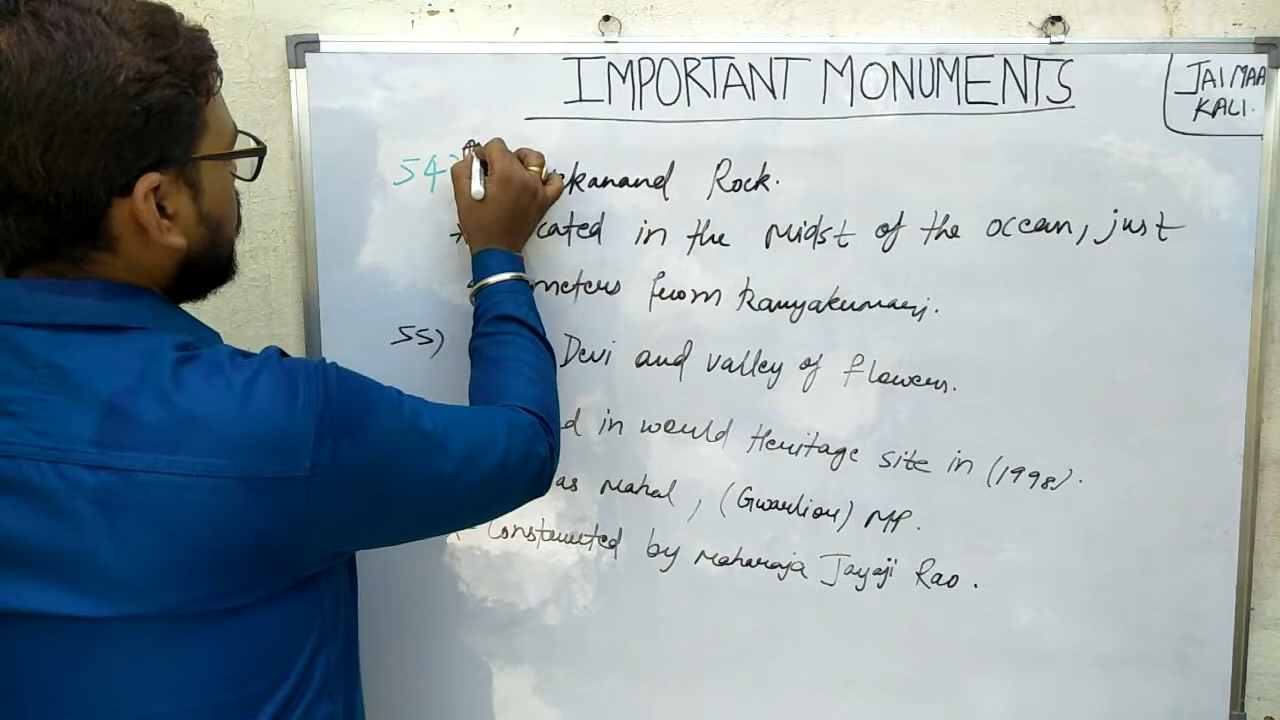 IMPORTANT MONUMENTS
JAI MAA
KALI.
54) kanand Rock.
cated in the midst of the ocean, just
meters from Kanyakumari.
55) Devi and valley of flowers.
d in would Heritage site in (1998).
as Mahal, (Gwarlior) MP.
Constructed by Maharaja Jayaji Rao.